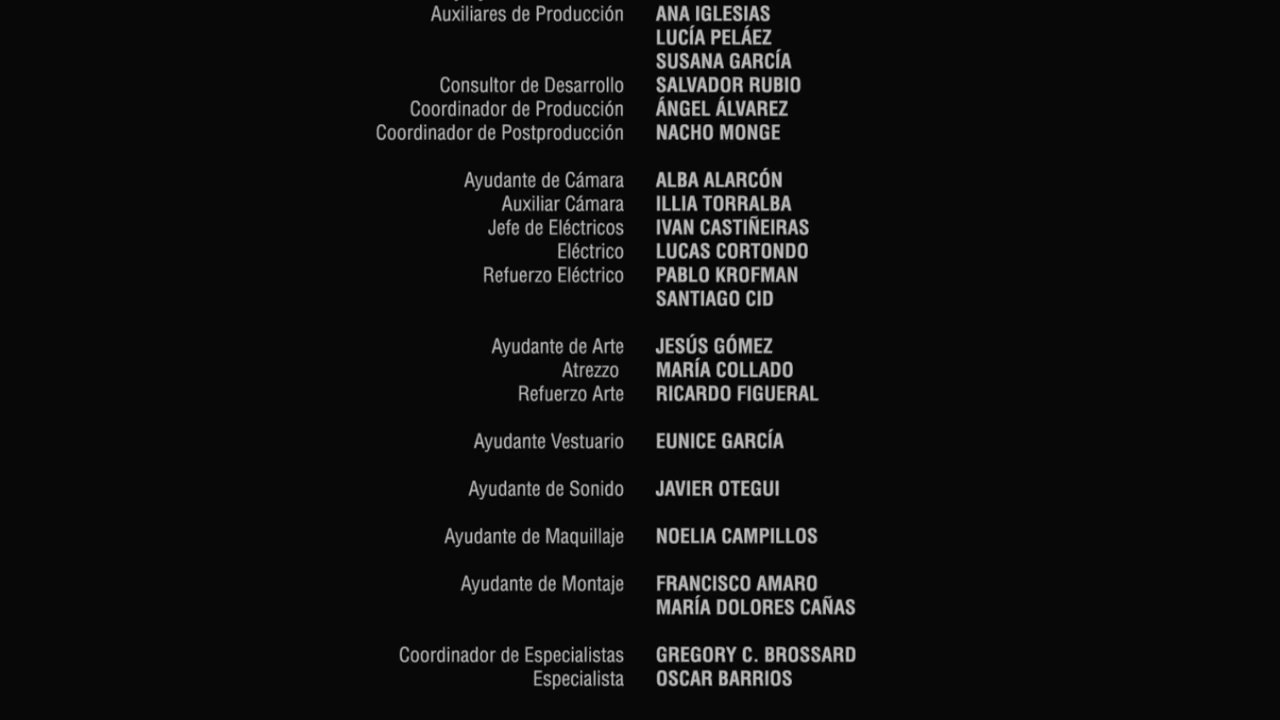 Auxiliares de Producción ANA IGLESIAS
LUCÍA PELÁEZ
SUSANA GARCÍA
Consultor de Desarrollo SALVADOR RUBIO
Coordinador de Producción ÁNGEL ÁLVAREZ
Coordinador de Postproducción NACHO MONGE
Ayudante de Cámara ALBA ALARCÓN
Auxiliar Cámara ILLIA TORRALBA
Jefe de Eléctricos IVAN CASTIÑEIRAS
Eléctrico LUCAS CORTONDO
Refuerzo Eléctrico PABLO KROFMAN
SANTIAGO CID
Ayudante de Arte JESÚS GÓMEZ
Atrezzo MARÍA COLLADO
Refuerzo Arte RICARDO FIGUERAL
Ayudante Vestuario EUNICE GARCÍA
Ayudante de Sonido JAVIER OTEGUI
Ayudante de Maquillaje NOELIA CAMPILLOS
Ayudante de Montaje FRANCISCO AMARO
MARÍA DOLORES CAÑAS
Coordinador de Especialistas GREGORY C. BROSSARD
Especialista OSCAR BARRIOS